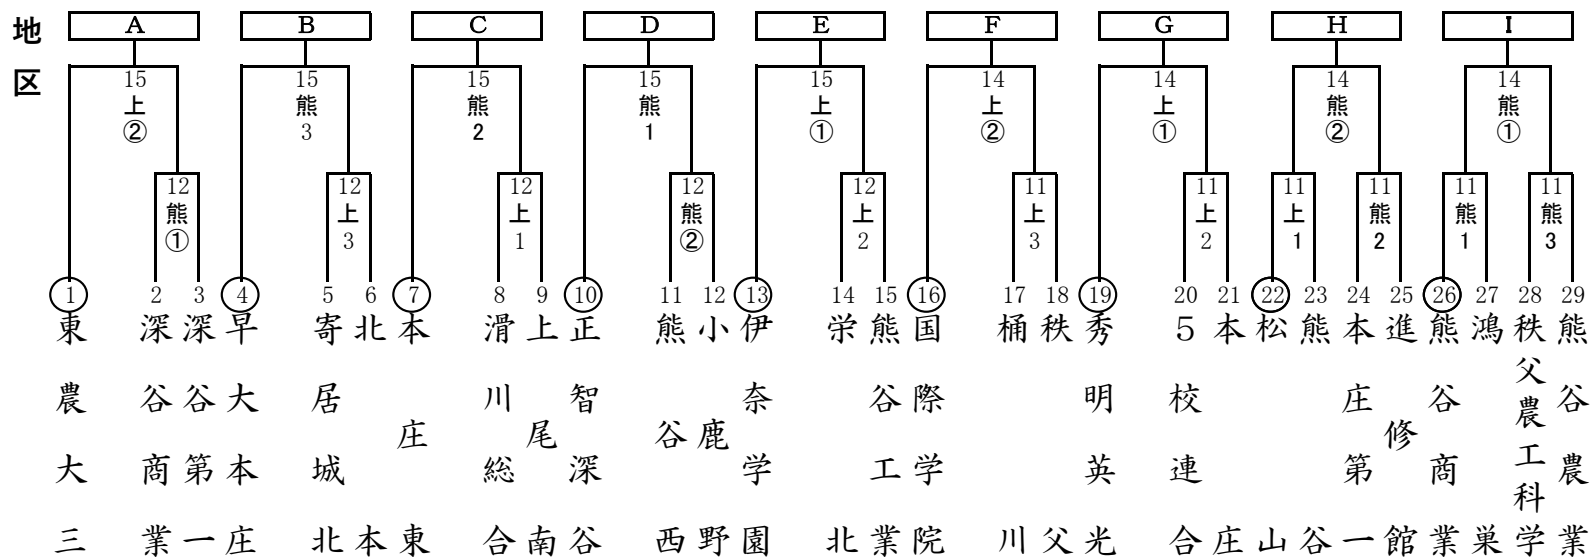 地区
A B C D E F G H I
15 15 15 15 15 14 14 14 14
上 熊 熊 熊 上 上 上 熊 熊
② 3 2 1 ① ② ① ② ①
12 12 12 12 12 11 11 11 11 11 11
熊 上 上 熊 上 上 上 上 熊 熊 熊
① 3 1 ② 2 3 2 1 2 1 3
1 東農大三
2 深谷商業
3 深谷第一
4 早大本庄
5 寄居城北
6 北本
7 本庄東
8 滑川総合
9 上尾南
10 正智深谷
11 熊谷西
12 小鹿野
13 伊奈学園
14 栄北
15 熊谷工業
16 国際学院
17 桶川
18 秩父
19 秀明英光
20 5校連合
21 本庄
22 松山
23 熊谷
24 本庄第一
25 進修館
26 熊谷商業
27 鴻巣
28 秩父農工科学
29 熊谷農業